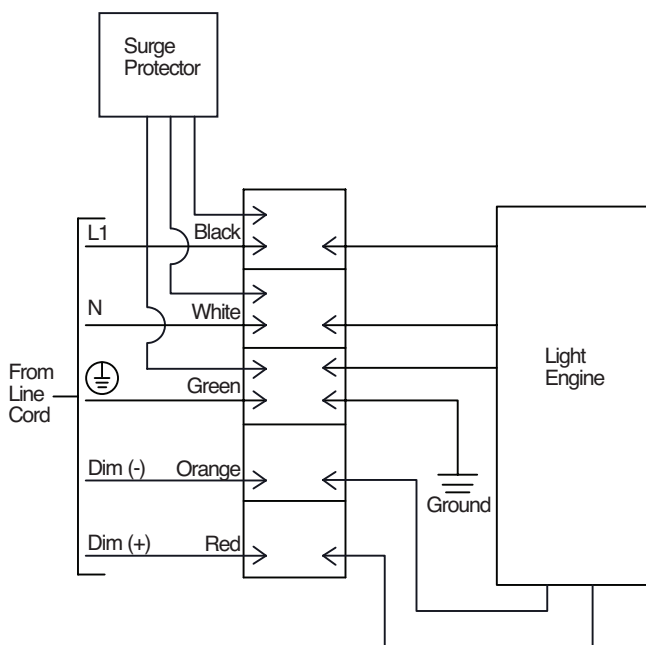 Surge
Protector
L1
Black
N
White
From
Line
Cord
Green
Light
Engine
Dim (-)
Orange
Ground
Dim (+)
Red